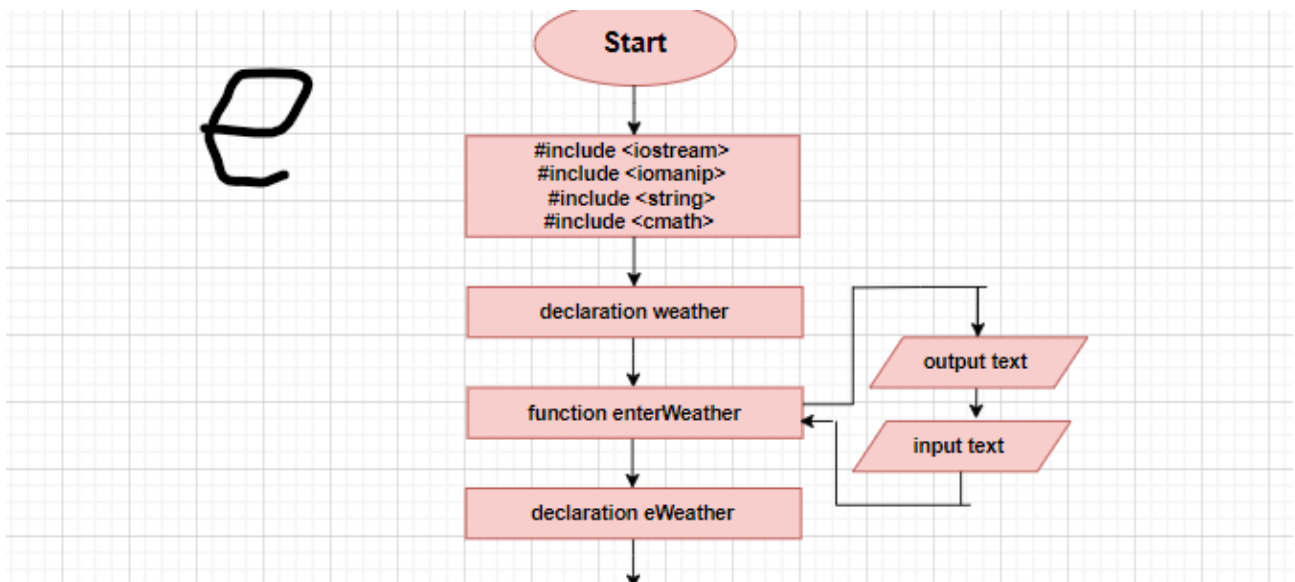 e
Start
#include <iostream>
#include <iomanip>
#include <string>
#include <cmath>
declaration weather
output text
function enterWeather
input text
declaration eWeather